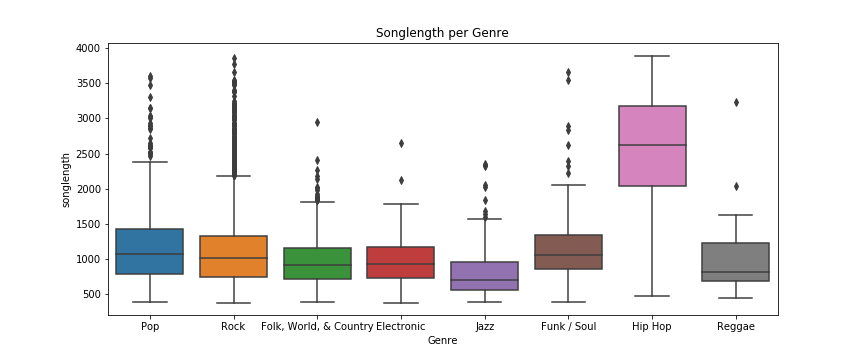 Songlength per Genre
4000
3500
3000
2500
2000
1500
1000
500
songlength
Pop
Rock
Folk, World, & Country
Electronic
Jazz
Funk / Soul
Hip Hop
Reggae
Genre